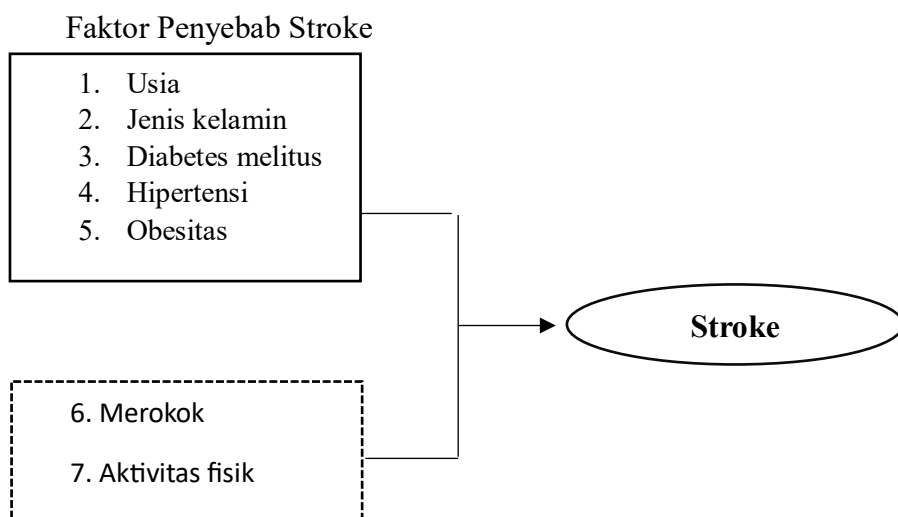 Faktor Penyebab Stroke
1. Usia
2. Jenis kelamin
3. Diabetes melitus
4. Hipertensi
5. Obesitas
Stroke
6. Merokok
7. Aktivitas fisik